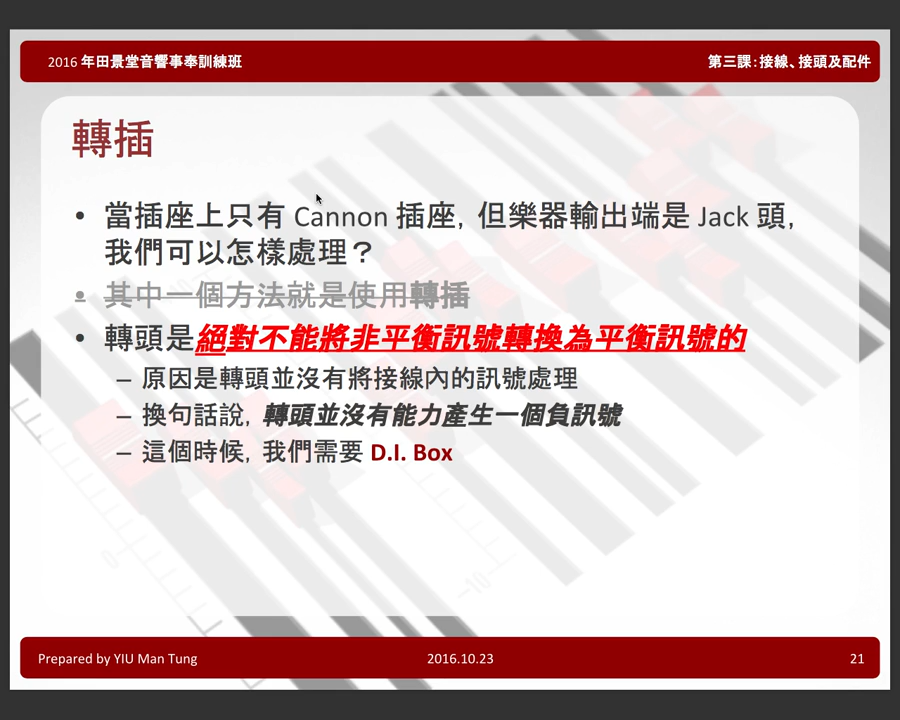 2016 年田景堂音響事奉訓練班
第三課：接線、接頭及配件
轉插
• 當插座上只有 Cannon 插座，但樂器輸出端是 Jack 頭，
我們可以怎樣處理？
• 其中一個方法就是使用轉插
• 轉頭是絕對不能將非平衡訊號轉換為平衡訊號的
– 原因是轉頭並沒有將接線內的訊號處理
– 換句話說，轉頭並沒有能力產生一個負訊號
– 這個時候，我們需要 D.I. Box
Prepared by YIU Man Tung
2016.10.23
21